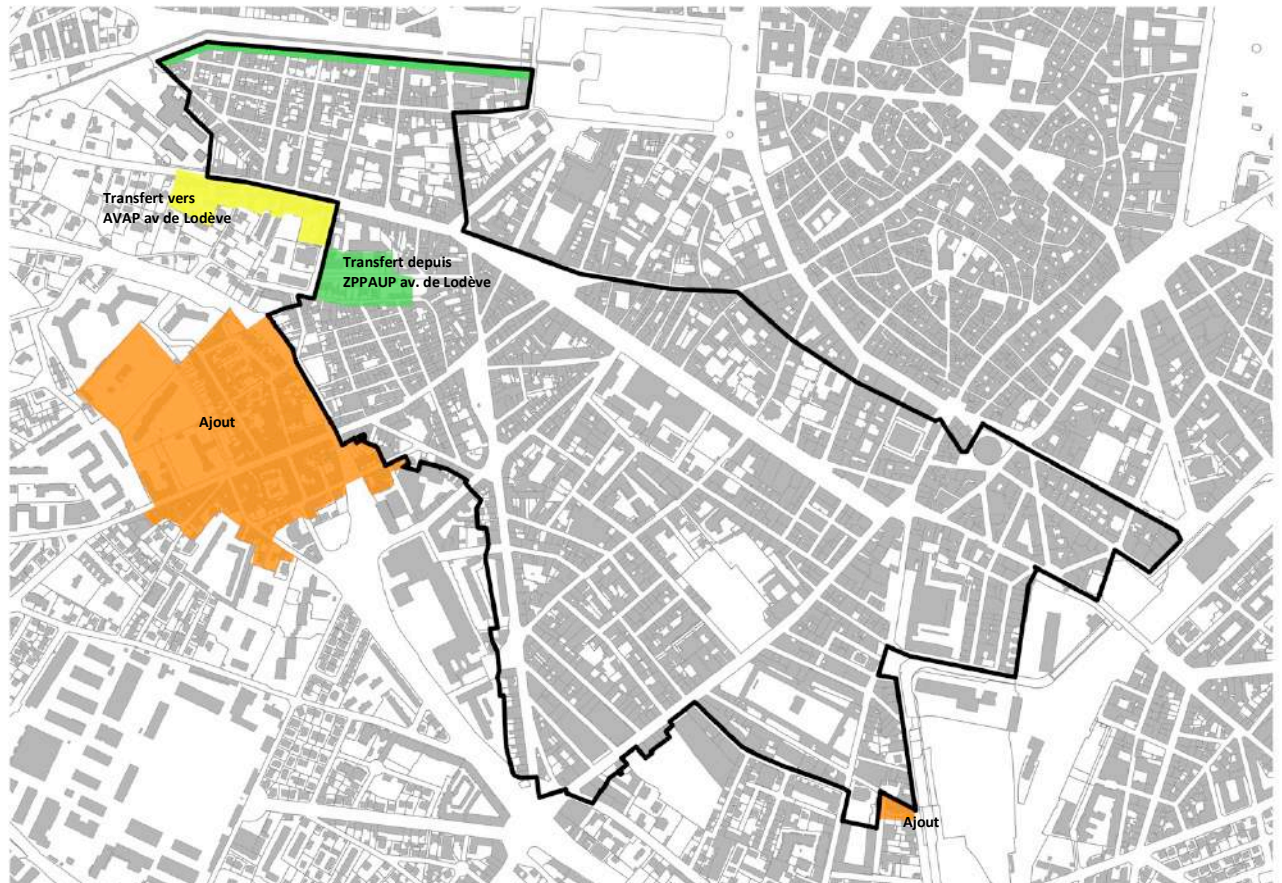 Transfert vers
AVAP av de Lodève
Transfert depuis
ZPPAUP av. de Lodève
Ajout
Ajout